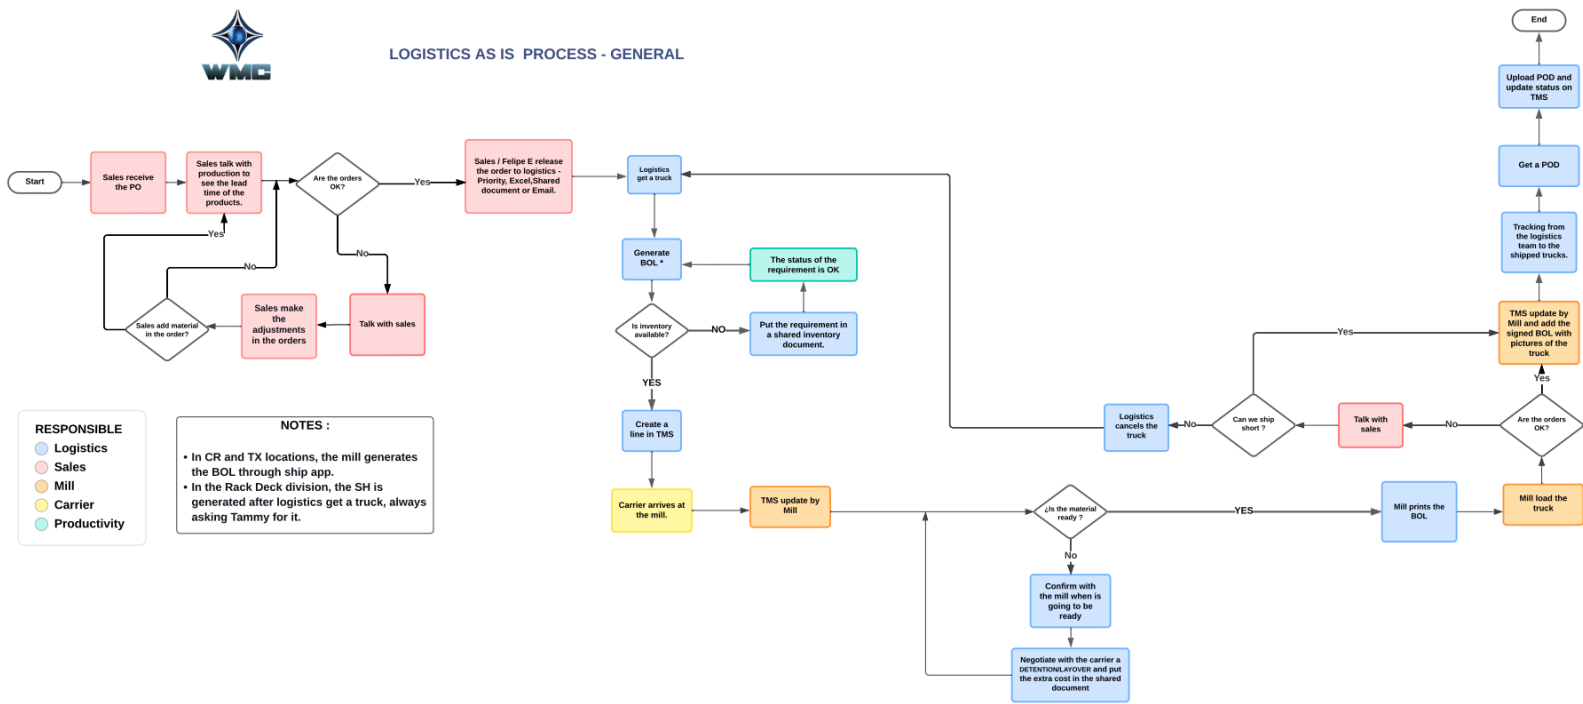 WMC
LOGISTICS AS IS PROCESS - GENERAL
End
Upload POD and
update status on
TMS
Get a POD
Tracking from
the logistics
team to the
shipped trucks.
TMS update by
Mill and add the
signed BOL with
pictures of the
truck
Start
Sales receive
the PO
Sales talk with
production to
see the lead
time of the
products.
Are the orders
OK?
Yes
Sales / Felipe E release
the order to logistics -
Priority, Excel,Shared
document or Email.
Logistics
get a truck
Yes
No
No
Generate
BOL *
The status of the
requirement is OK
Sales add material
in the order?
Sales make
the
adjustments
in the orders
Talk with sales
Is inventory
available?
NO
Put the requirement in
a shared inventory
document.
Yes
YES
Yes
Create a
line in TMS
Logistics
cancels the
truck
No
Can we ship
short ?
Talk with
sales
No
Are the orders
OK?
RESPONSIBLE
Logistics
Sales
Mill
Carrier
Productivity
NOTES :
• In CR and TX locations, the mill generates
the BOL through ship app.
• In the Rack Deck division, the SH is
generated after logistics get a truck, always
asking Tammy for it.
Carrier arrives at
the mill.
TMS update by
Mill
¿Is the material
ready ?
YES
Mill prints the
BOL
Mill load the
truck
No
Confirm with
the mill when is
going to be
ready
Negotiate with the carrier a
DETENTION/LAYOVER and put
the extra cost in the shared
document